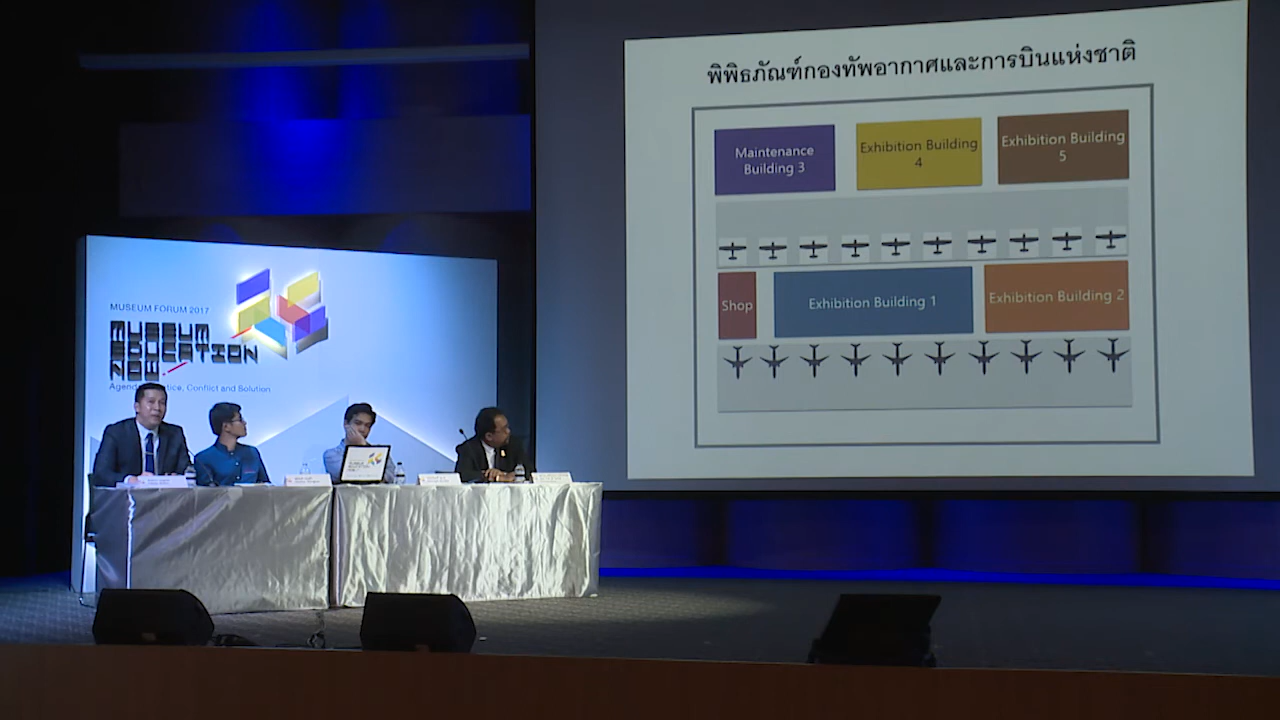 พิพิธภัณฑ์กองทัพอากาศและการบินแห่งชาติ
Maintenance
Building 3
Exhibition Building
4
Exhibition Building
5
Shop
Exhibition Building 1
Exhibition Building 2
MUSEUM FORUM 2017
MUSEUM
EDUCATION
and Solution